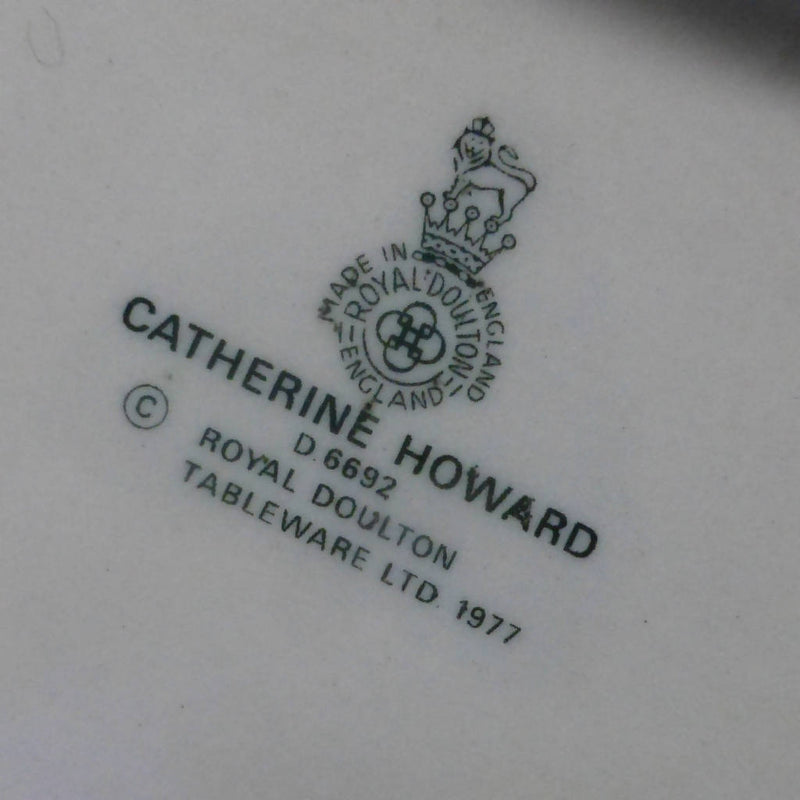 MADE IN ENGLAND
ROYAL DOULTON
ENGLAND
CATHERINE HOWARD
D 6692
© ROYAL DOULTON
TABLEWARE LTD. 1977